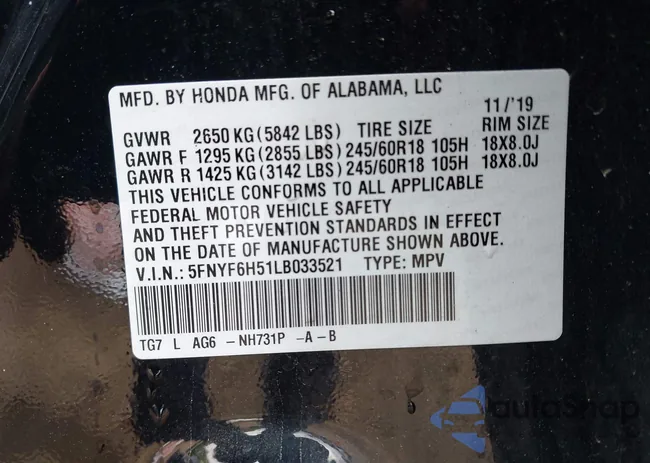 MFD. BY HONDA MFG. OF ALABAMA, LLC
11/'19
GVWR 2650 KG (5842 LBS) TIRE SIZE RIM SIZE
GAWR F 1295 KG (2855 LBS) 245/60R18 105H 18X8.0J
GAWR R 1425 KG (3142 LBS) 245/60R18 105H 18X8.0J
THIS VEHICLE CONFORMS TO ALL APPLICABLE
FEDERAL MOTOR VEHICLE SAFETY
AND THEFT PREVENTION STANDARDS IN EFFECT
ON THE DATE OF MANUFACTURE SHOWN ABOVE.
V.I.N.: 5FNYF6H51LB033521 TYPE: MPV
TG7 L AG6 -NH731P -A-B
autoSnap